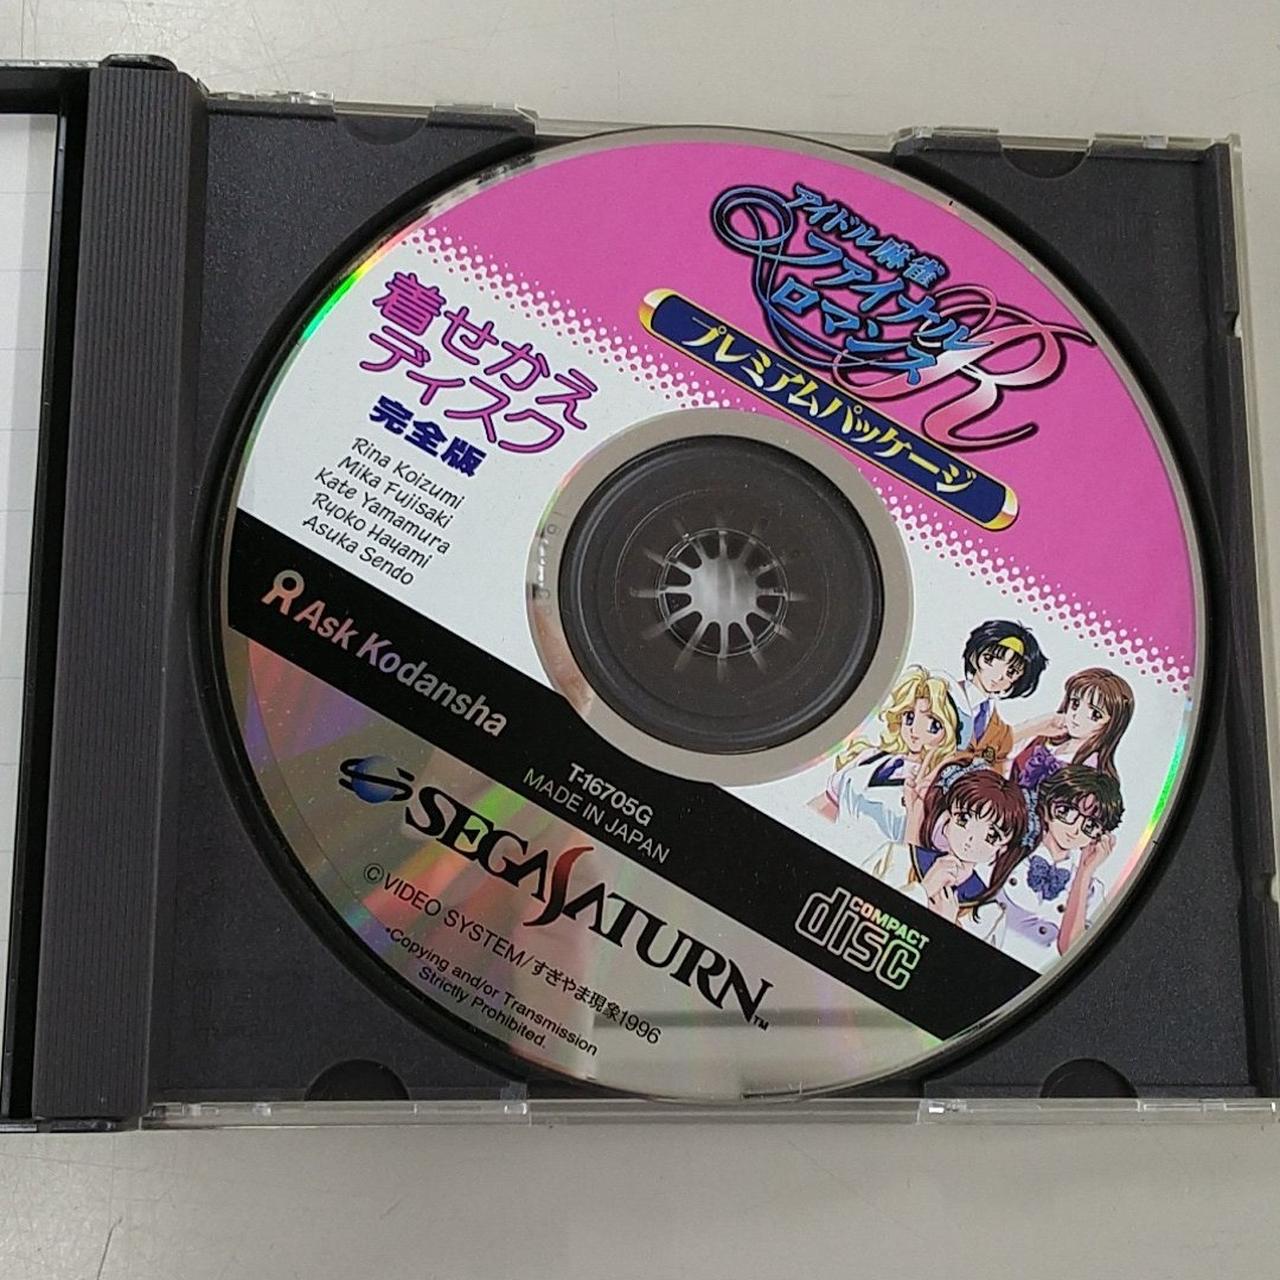 アイドル麻雀
ファイナル
ロマンス
R
プレミアムパッケージ
着せかえ
ディスク
完全版
Rina Koizumi
Mika Fujisaki
Kate Yamamura
Ryoko Hayami
Asuka Sendo
Ask Kodansha
T-16705G
MADE IN JAPAN
COMPACT
disc
SEGA SATURN™
©VIDEO SYSTEM/すぎやま現象1996
•Copying and/or Transmission
Strictly Prohibited.